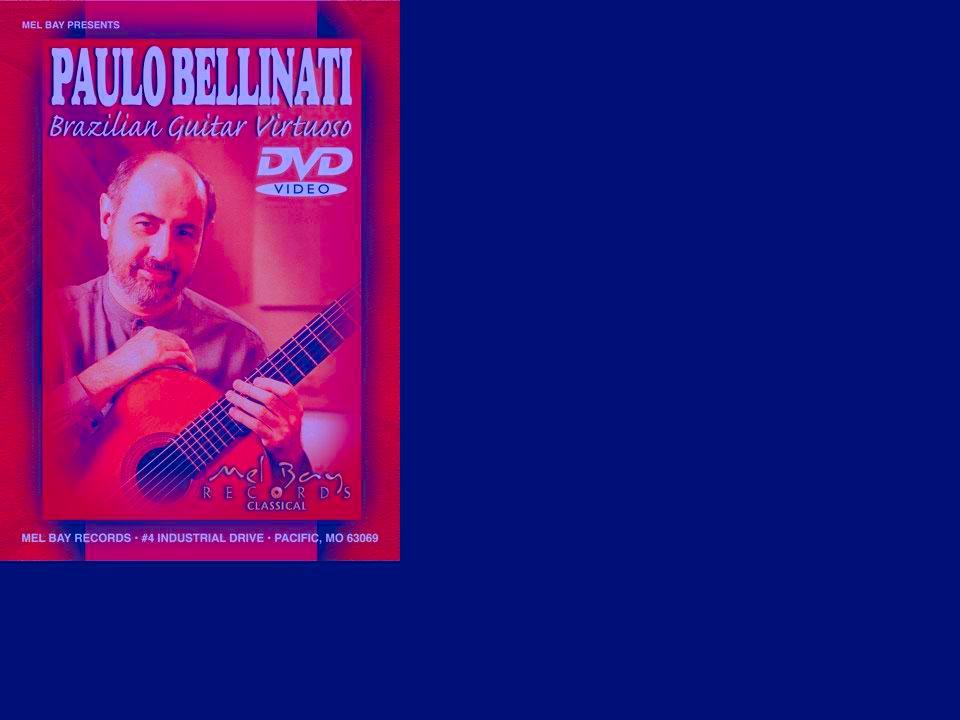 MEL BAY PRESENTS
PAULO BELLINATI
Brazilian Guitar Virtuoso
DVD
VIDEO
Mel Bay
RECORDS
CLASSICAL
MEL BAY RECORDS • #4 INDUSTRIAL DRIVE • PACIFIC, MO 63069